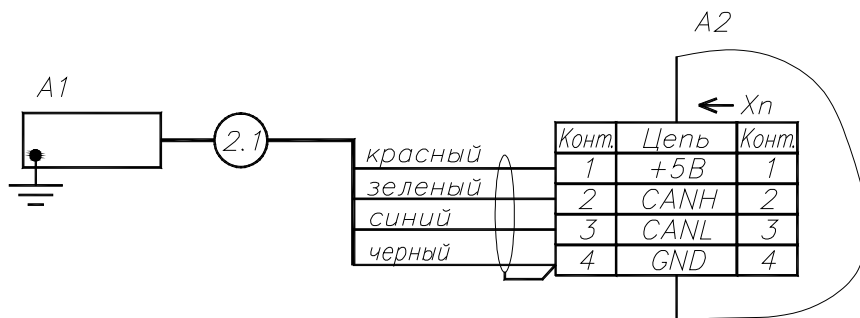 A2
A1
Xп
2.1
Конт. Цепь Конт.
красный
1 +5В 1
зеленый
2 CANH 2
синий
3 CANL 3
черный
4 GND 4